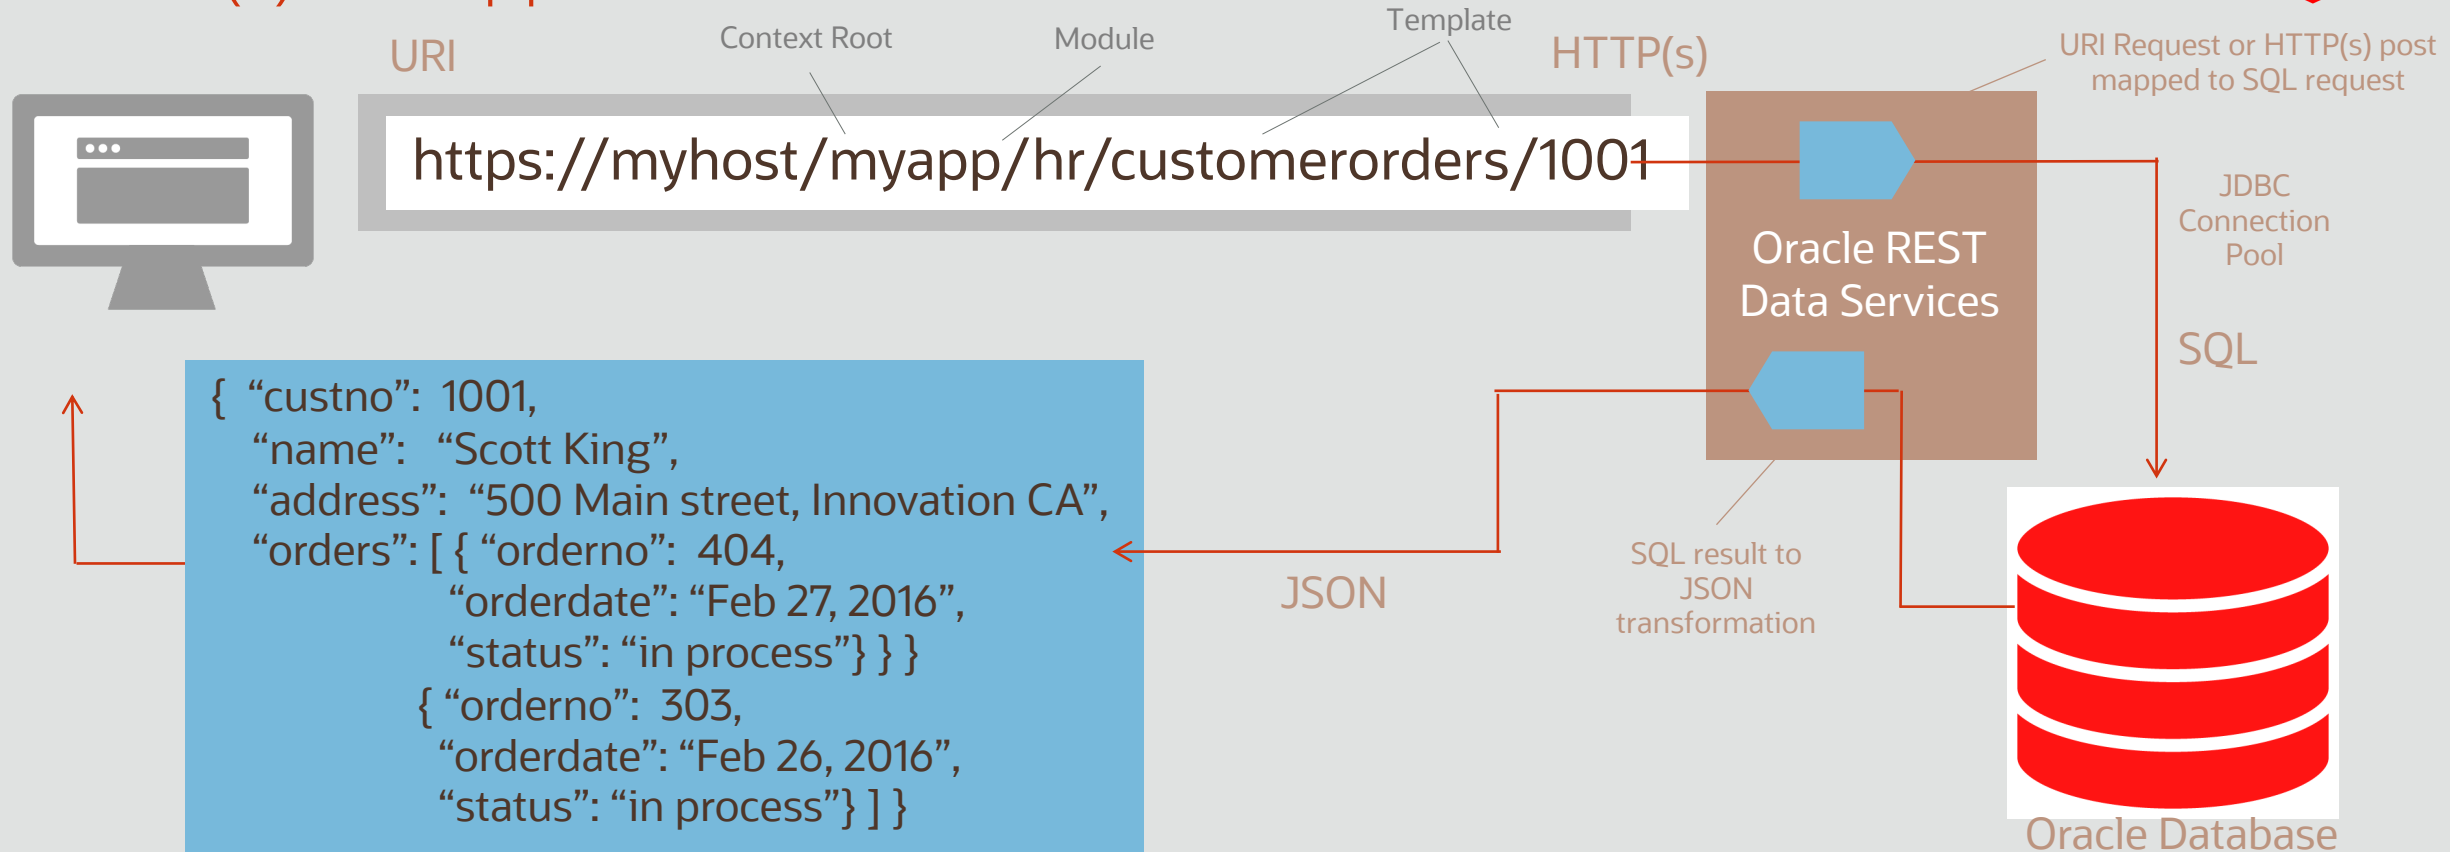 URI
Context Root
Module
Template
HTTP(s)
URI Request or HTTP(s) post
mapped to SQL request
https://myhost/myapp/hr/customerorders/1001
JDBC
Connection
Pool
Oracle REST
Data Services
SQL
{ “custno”: 1001,
“name”: “Scott King”,
“address”: “500 Main street, Innovation CA”,
“orders”: [ { “orderno”: 404,
“orderdate”: “Feb 27, 2016”,
“status”: “in process”} } }
{ “orderno”: 303,
“orderdate”: “Feb 26, 2016”,
“status”: “in process”} ] }
JSON
SQL result to
JSON
transformation
Oracle Database